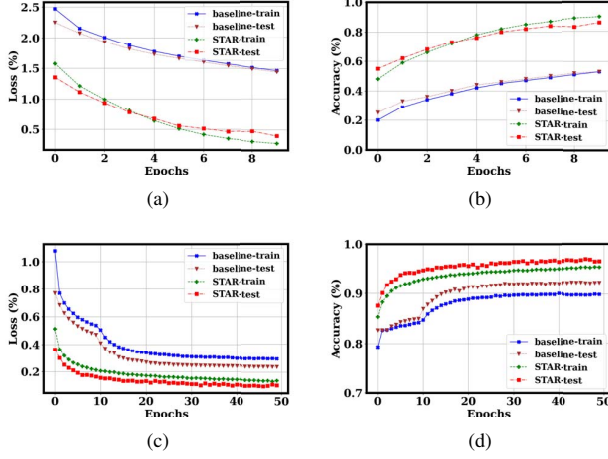 2.5
2.0
1.5
1.0
0.5
Loss (%)
baseline-train
baseline-test
STAR-train
STAR-test
0 2 4 6 8
Epochs
(a)
1.0
0.8
0.6
0.4
0.2
0.0
Accuracy (%)
baseline-train
baseline-test
STAR-train
STAR-test
0 2 4 6 8
Epochs
(b)
1.0
0.8
0.6
0.4
0.2
Loss (%)
baseline-train
baseline-test
STAR-train
STAR-test
0 10 20 30 40 50
Epochs
(c)
1.0
0.9
0.8
0.7
Accuracy (%)
baseline-train
baseline-test
STAR-train
STAR-test
0 10 20 30 40 50
Epochs
(d)